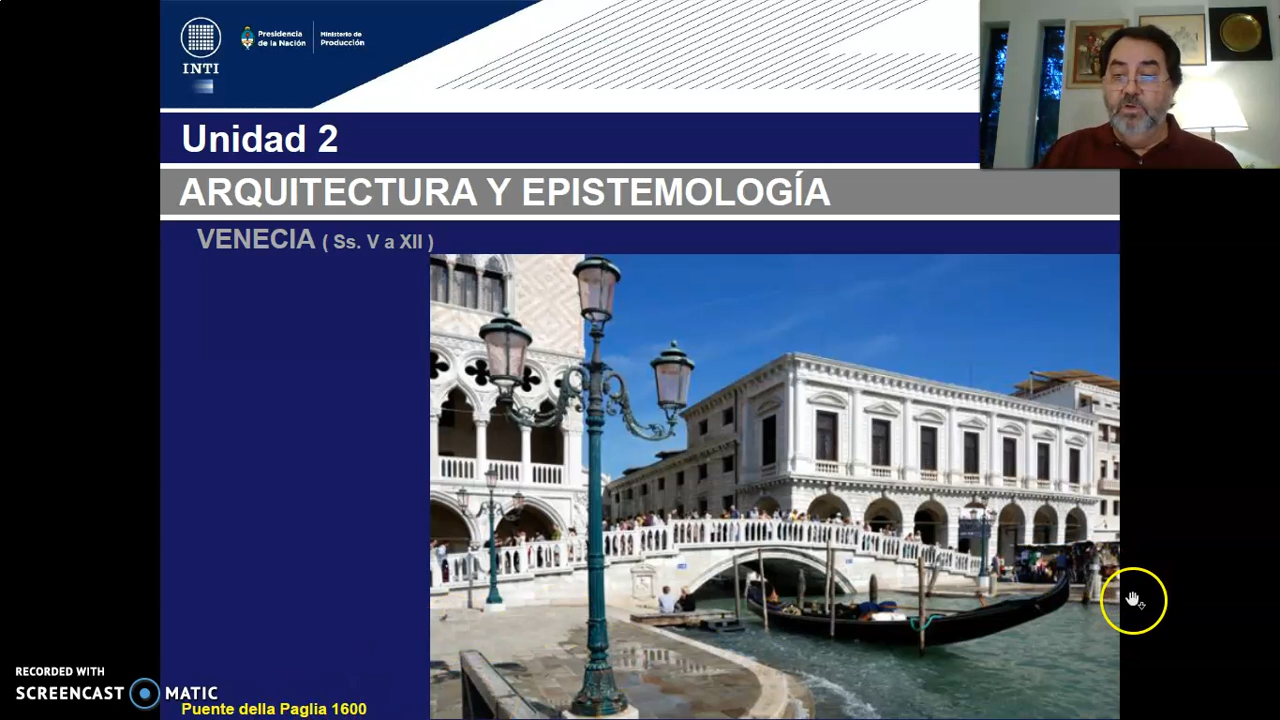 INTI
Presidencia
de la Nación
Ministerio de
Producción
Unidad 2
ARQUITECTURA Y EPISTEMOLOGÍA
VENECIA ( Ss. V a XII )
RECORDED WITH
SCREENCAST MATIC
Puente della Paglia 1600